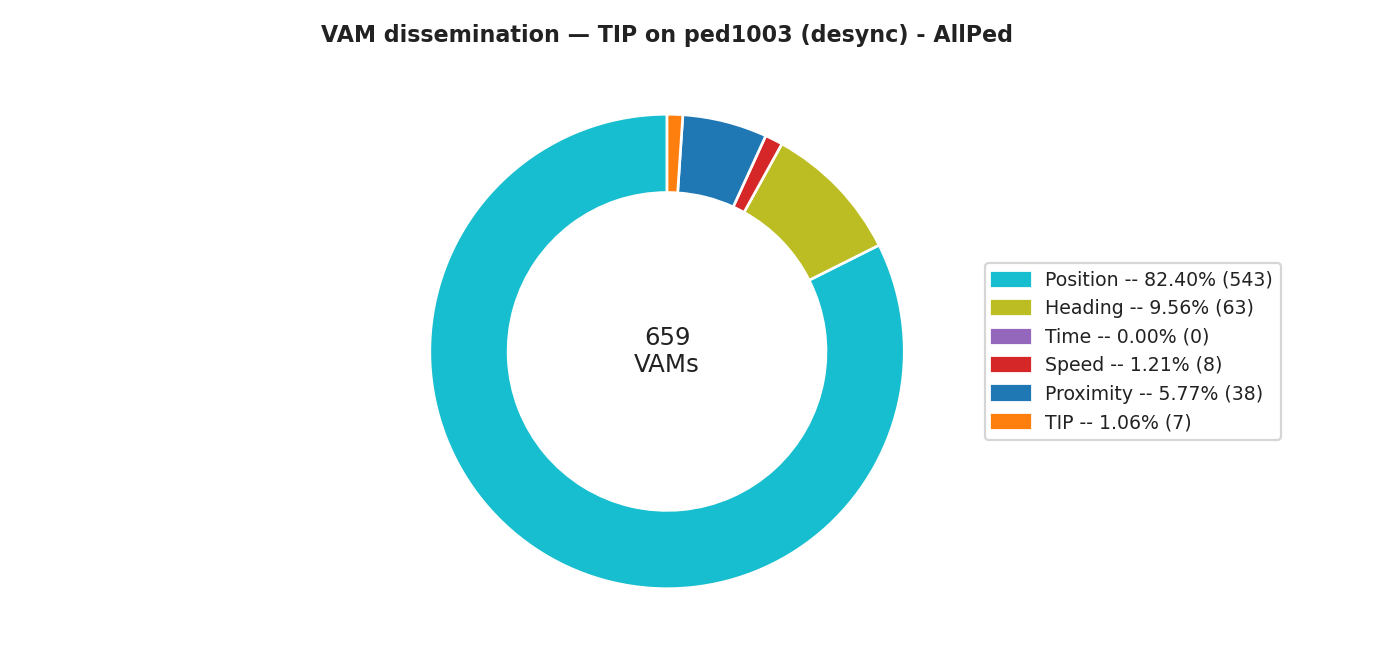 VAM dissemination — TIP on ped1003 (desync) - AllPed
659
VAMs
Position -- 82.40% (543)
Heading -- 9.56% (63)
Time -- 0.00% (0)
Speed -- 1.21% (8)
Proximity -- 5.77% (38)
TIP -- 1.06% (7)